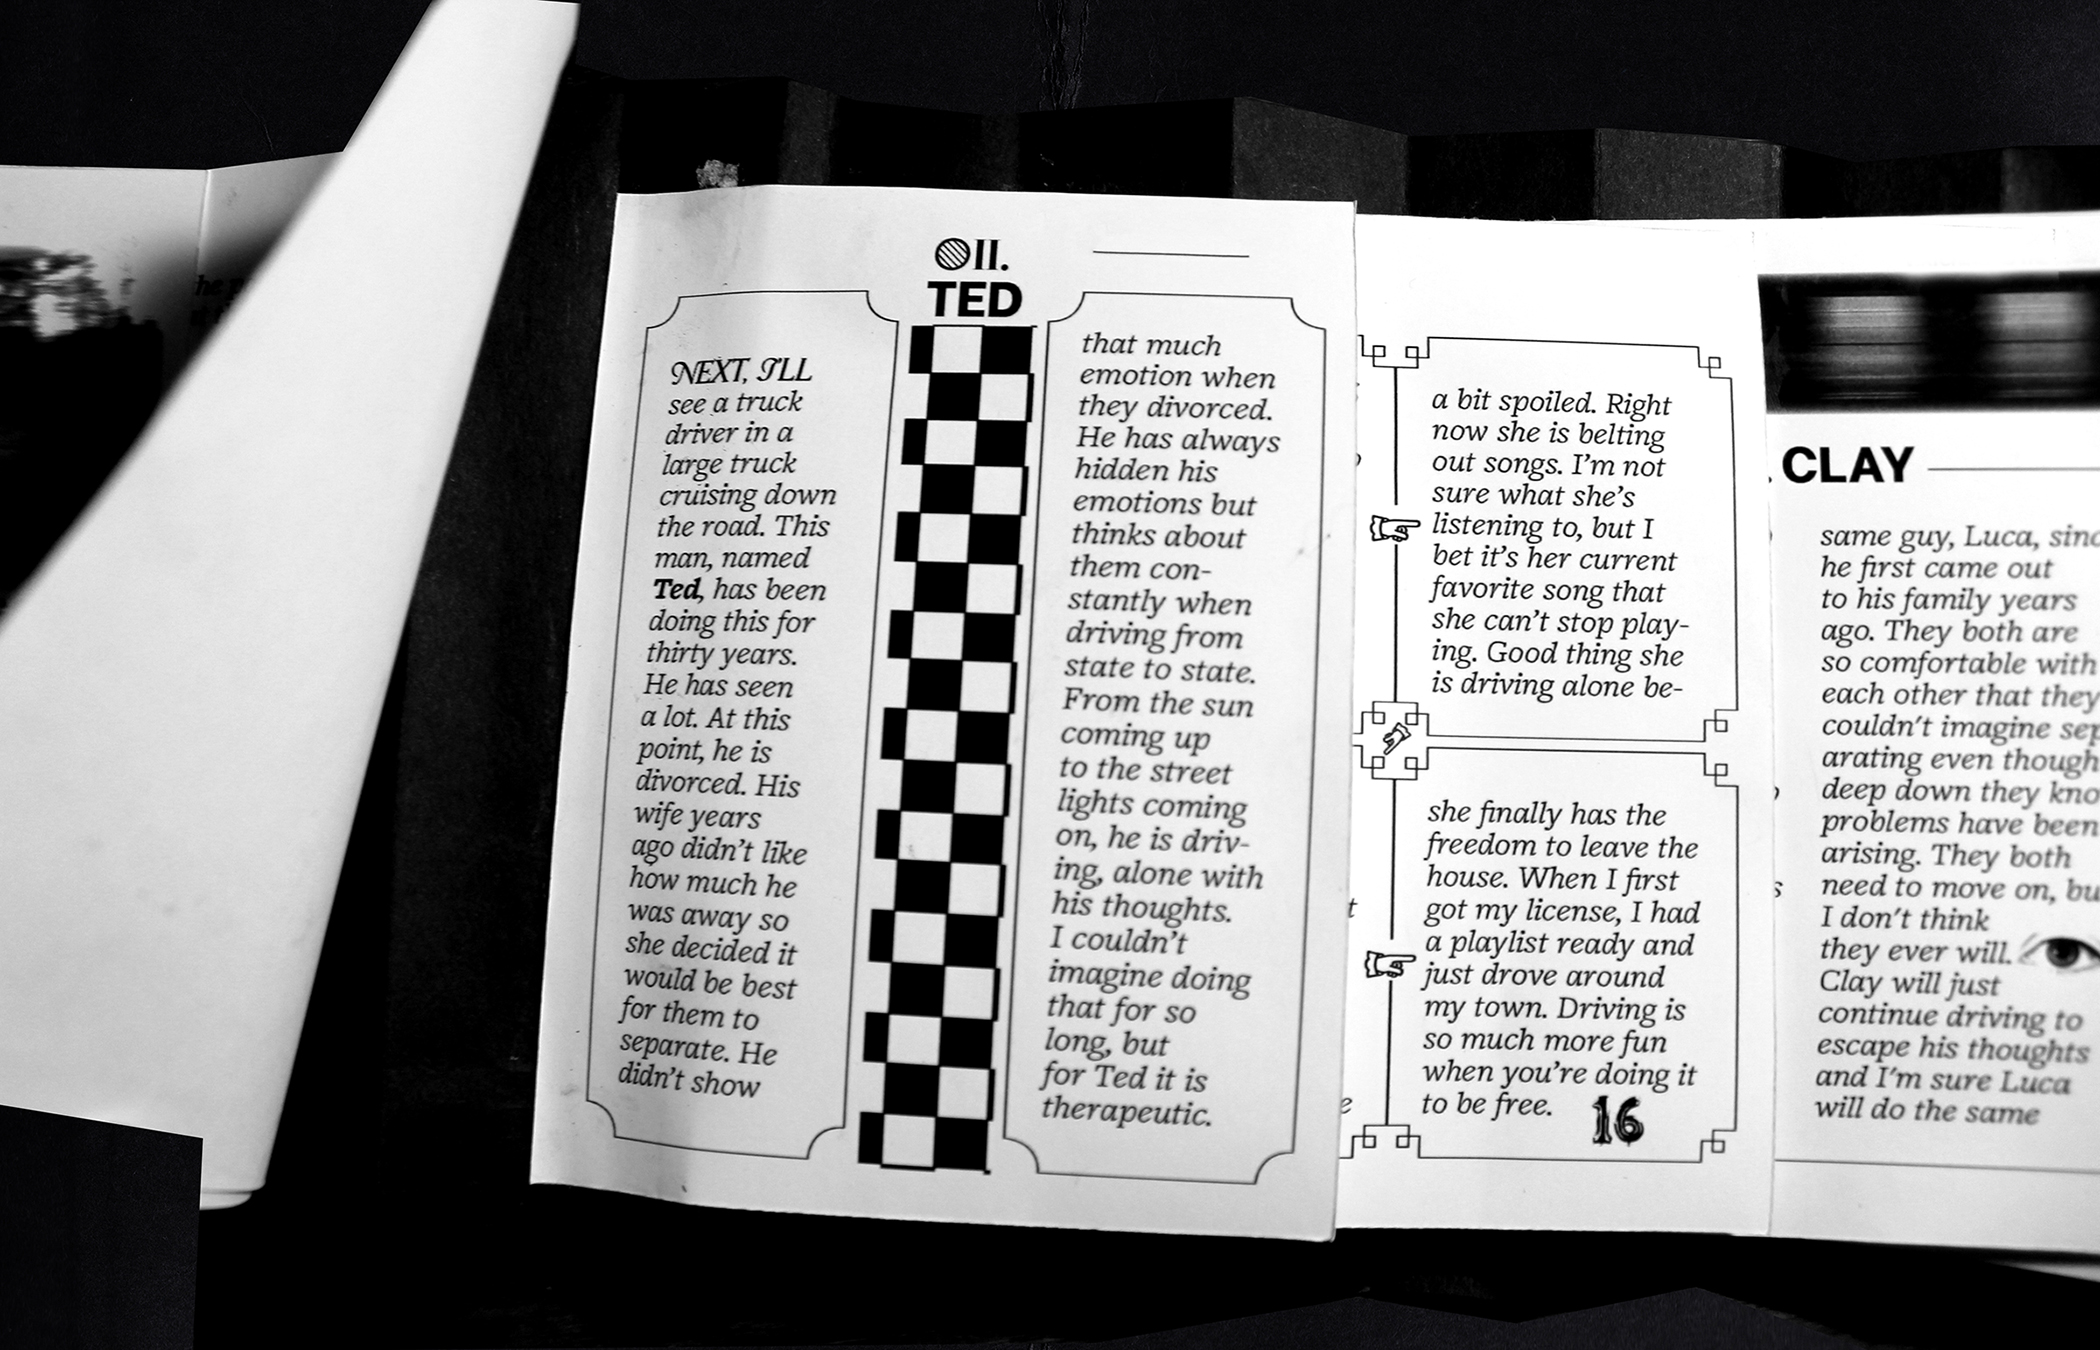 II.
TED
NEXT, I'LL
see a truck
driver in a
large truck
cruising down
the road. This
man, named
Ted, has been
doing this for
thirty years.
He has seen
a lot. At this
point, he is
divorced. His
wife years
ago didn't like
how much he
was away so
she decided it
would be best
for them to
separate. He
didn't show
that much
emotion when
they divorced.
He has always
hidden his
emotions but
thinks about
them con-
stantly when
driving from
state to state.
From the sun
coming up
to the street
lights coming
on, he is driv-
ing, alone with
his thoughts.
I couldn't
imagine doing
that for so
long, but
for Ted it is
therapeutic.
a bit spoiled. Right
now she is belting
out songs. I'm not
sure what she's
listening to, but I
bet it's her current
favorite song that
she can't stop play-
ing. Good thing she
is driving alone be-
she finally has the
freedom to leave the
house. When I first
got my license, I had
a playlist ready and
just drove around
my town. Driving is
so much more fun
when you're doing it
to be free.
16
CLAY
same guy, Luca, sinc
he first came out
to his family years
ago. They both are
so comfortable with
each other that they
couldn't imagine sep
arating even though
deep down they kno
problems have been
arising. They both
need to move on, bu
I don't think
they ever will.
Clay will just
continue driving to
escape his thoughts
and I'm sure Luca
will do the same